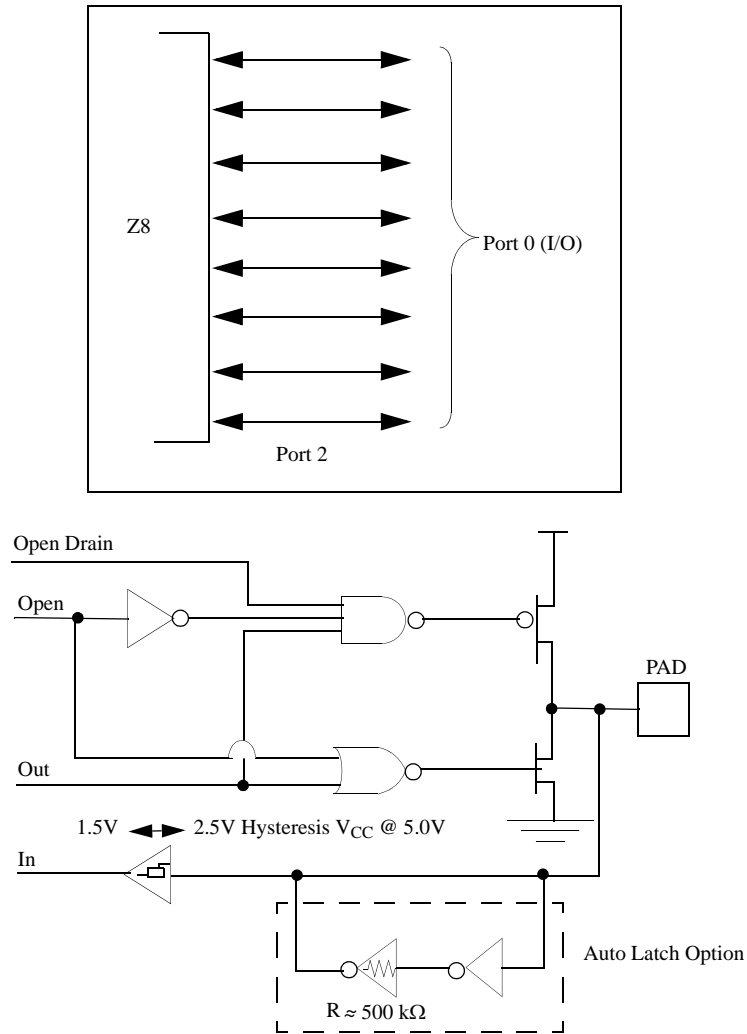 Z8
Port 0 (I/O)
Port 2
Open Drain
Open
PAD
Out
1.5V
2.5V Hysteresis VCC @ 5.0V
In
Auto Latch Option
R ≈ 500 kΩ